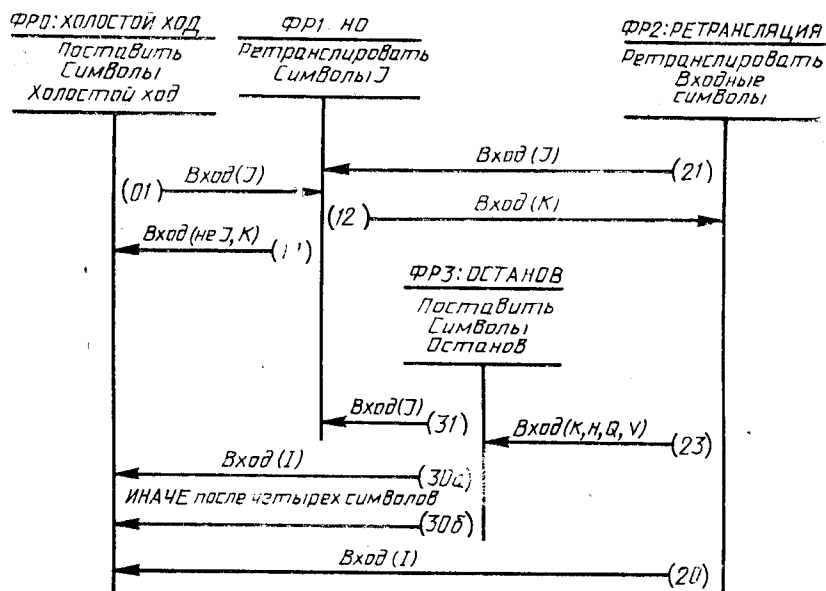 ФР0: ХОЛОСТОЙ ХОД
Поставить
Символы
Холостой ход
ФР1. НО
Ретранслировать
Символы J
ФР2: РЕТРАНСЛЯЦИЯ
Ретранслировать
Входные
символы
Вход (J)
(21)
(01)
Вход (J)
(12)
Вход (K)
Вход (не J, K)
ФР3: ОСТАНОВ
Поставить
Символы
Останов
Вход (J)
(31)
Вход (K, H, Q, V)
(23)
Вход (I)
(30а)
ИНАЧЕ после четырех символов
(30б)
Вход (I)
(20)